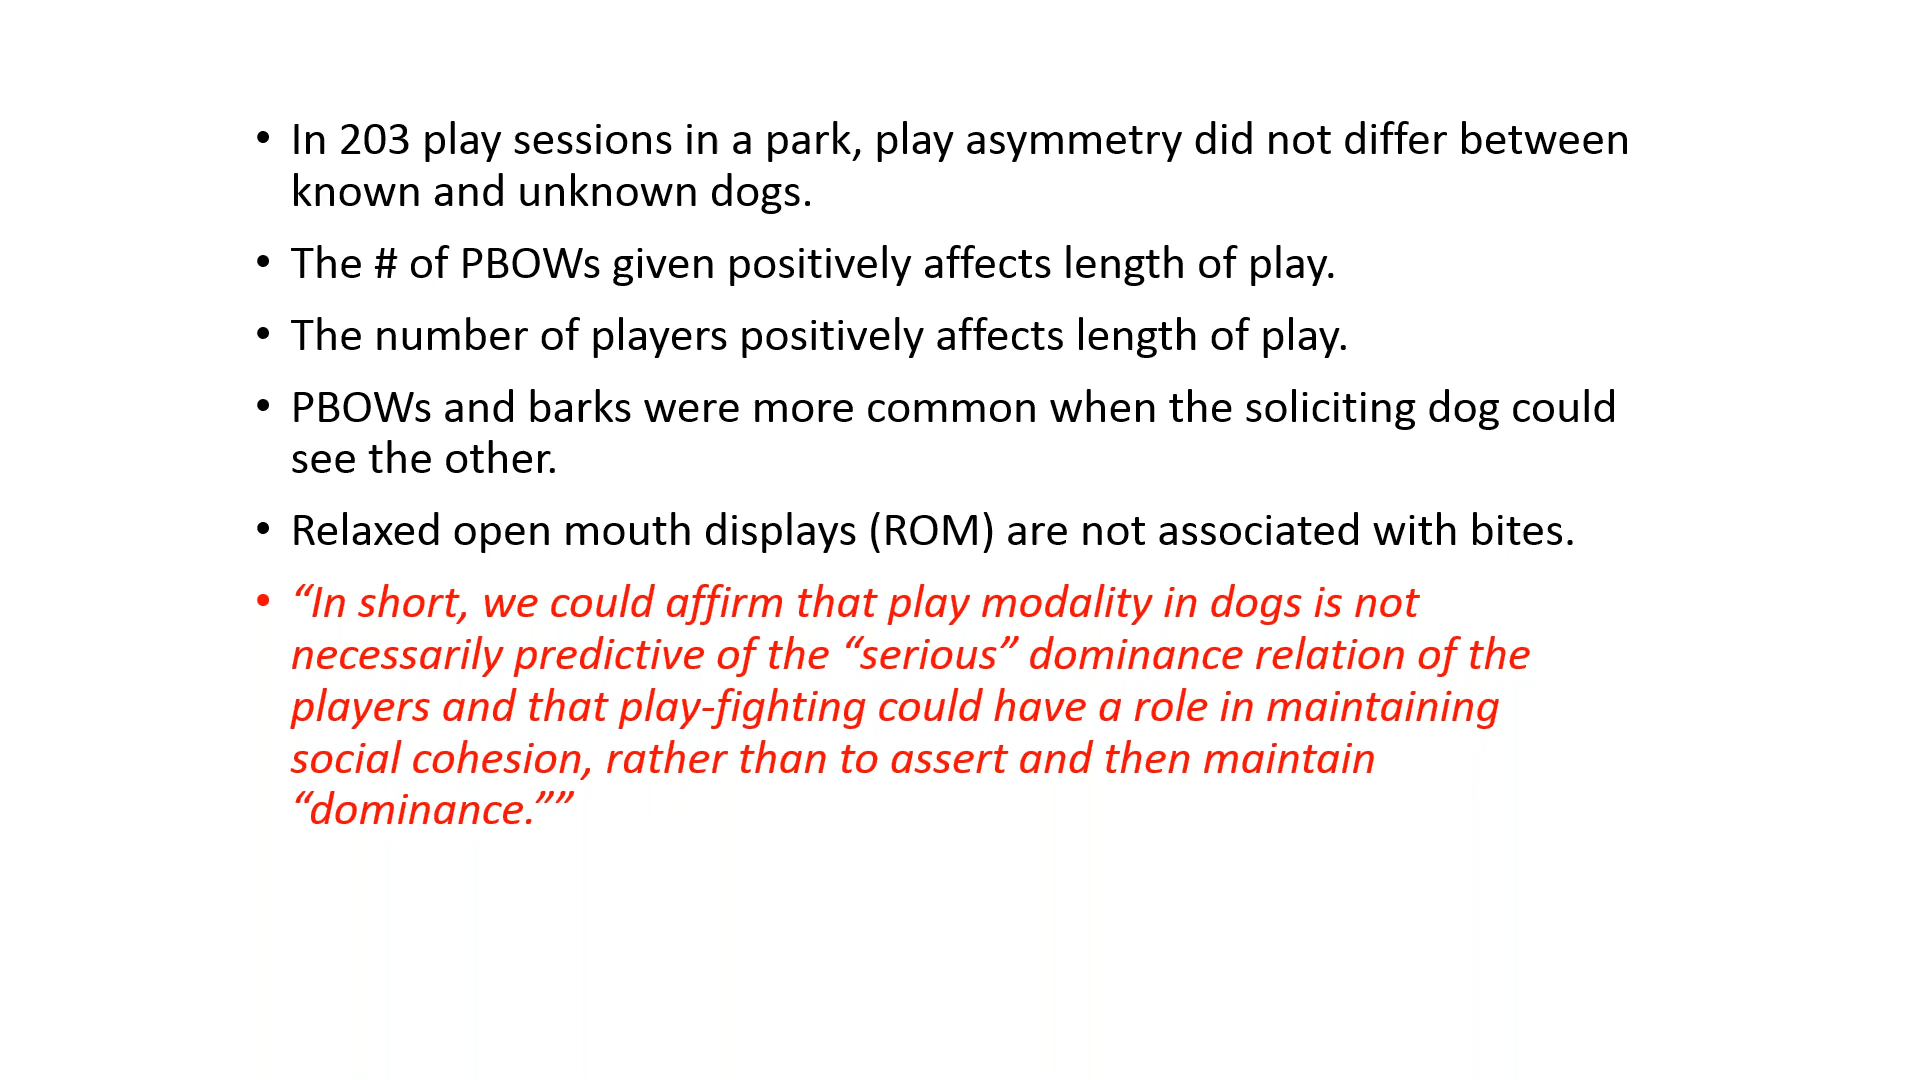 • In 203 play sessions in a park, play asymmetry did not differ between
known and unknown dogs.
• The # of PBOWs given positively affects length of play.
• The number of players positively affects length of play.
• PBOWs and barks were more common when the soliciting dog could
see the other.
• Relaxed open mouth displays (ROM) are not associated with bites.
• “In short, we could affirm that play modality in dogs is not
necessarily predictive of the “serious” dominance relation of the
players and that play-fighting could have a role in maintaining
social cohesion, rather than to assert and then maintain
“dominance.””